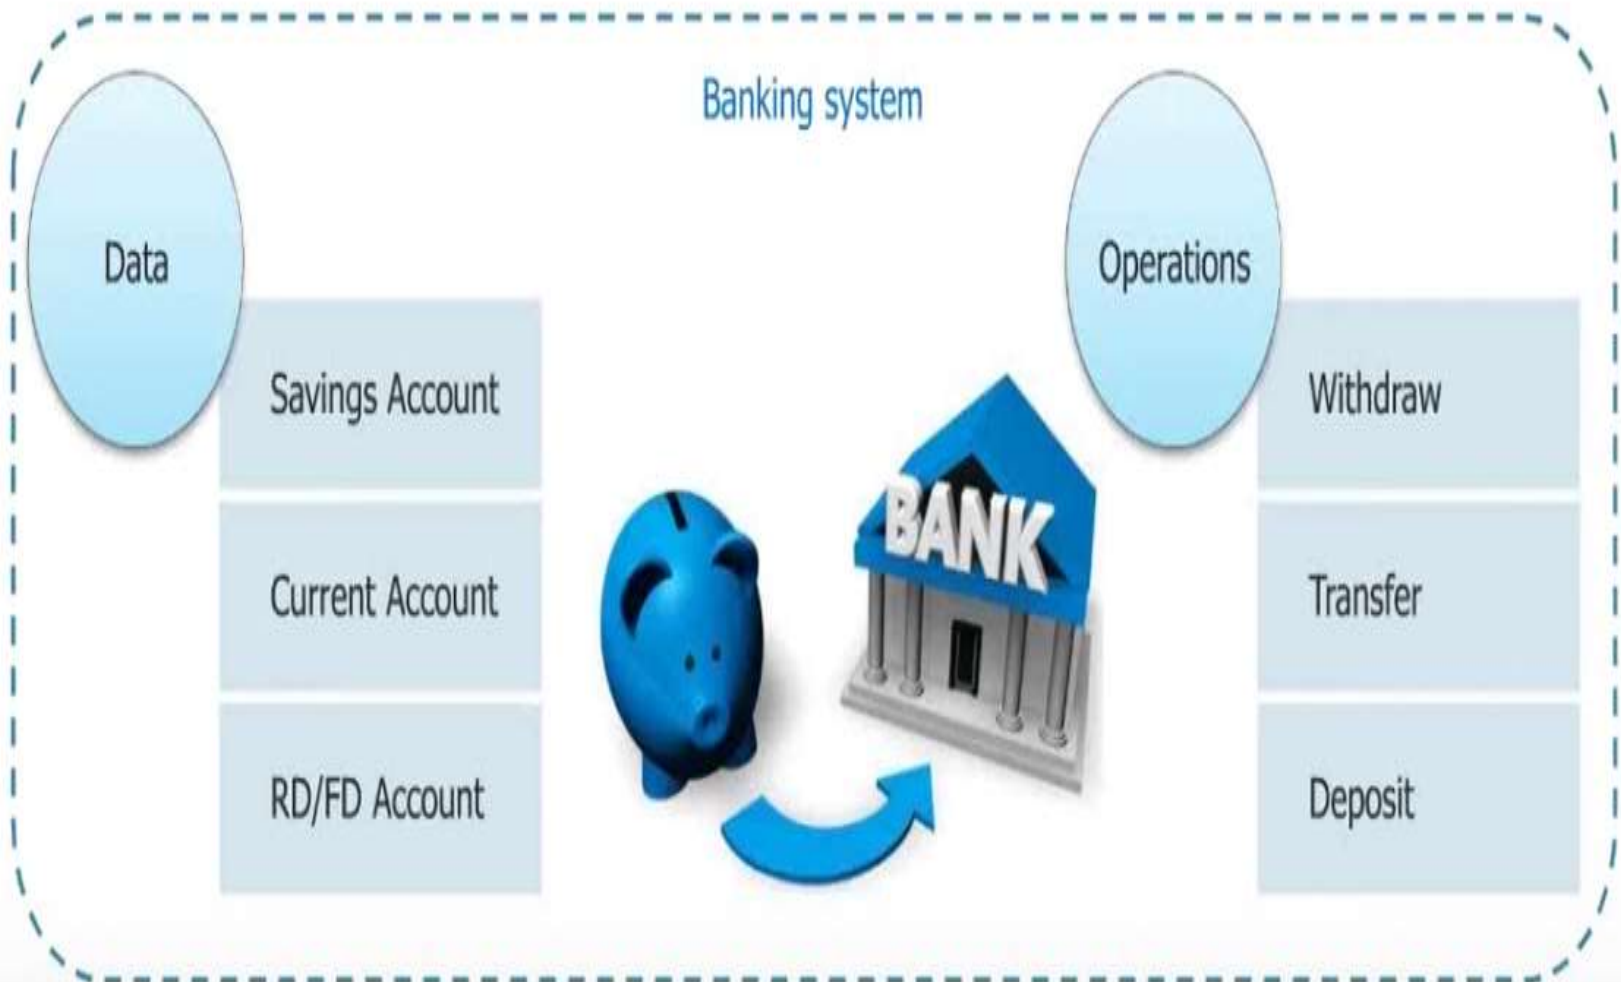 Banking system
Data
Savings Account
Current Account
RD/FD Account
BANK
Operations
Withdraw
Transfer
Deposit